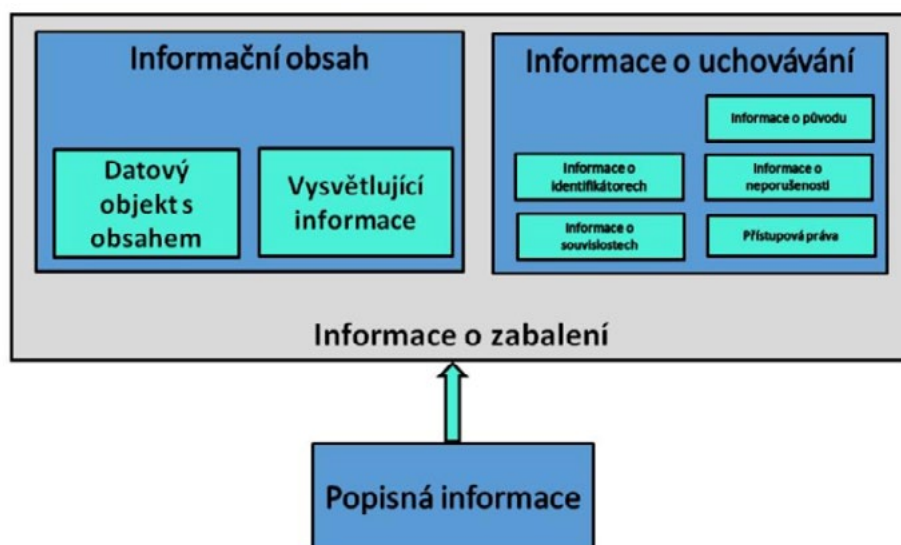 Informační obsah
Datový
objekt s
obsahem
Vysvětlující
informace
Informace o uchovávání
Informace o původu
Informace o
identifikátorech
Informace o
neporušenosti
Informace o
souvislostech
Přístupová práva
Informace o zabalení
Popisná informace